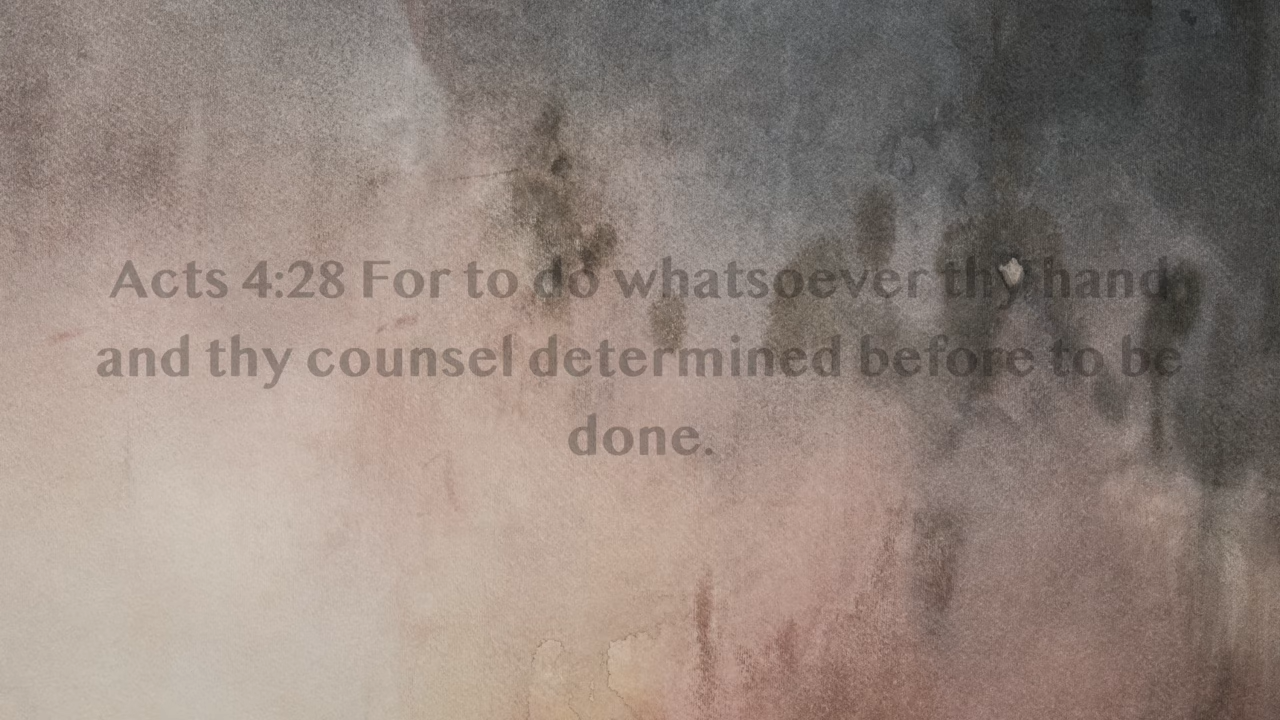 Acts 4:28 For to do whatsoever thy hand
and thy counsel determined before to be
done.